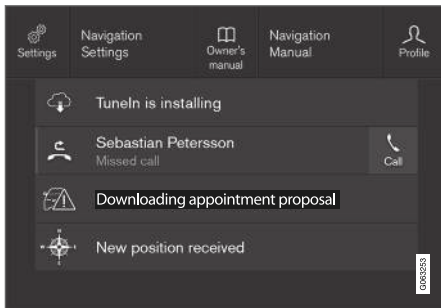 Settings
Navigation
Settings
Owner's
manual
Navigation
Manual
Profile
TuneIn is installing
Sebastian Petersson
Missed call
Call
Downloading appointment proposal
New position received
G063253